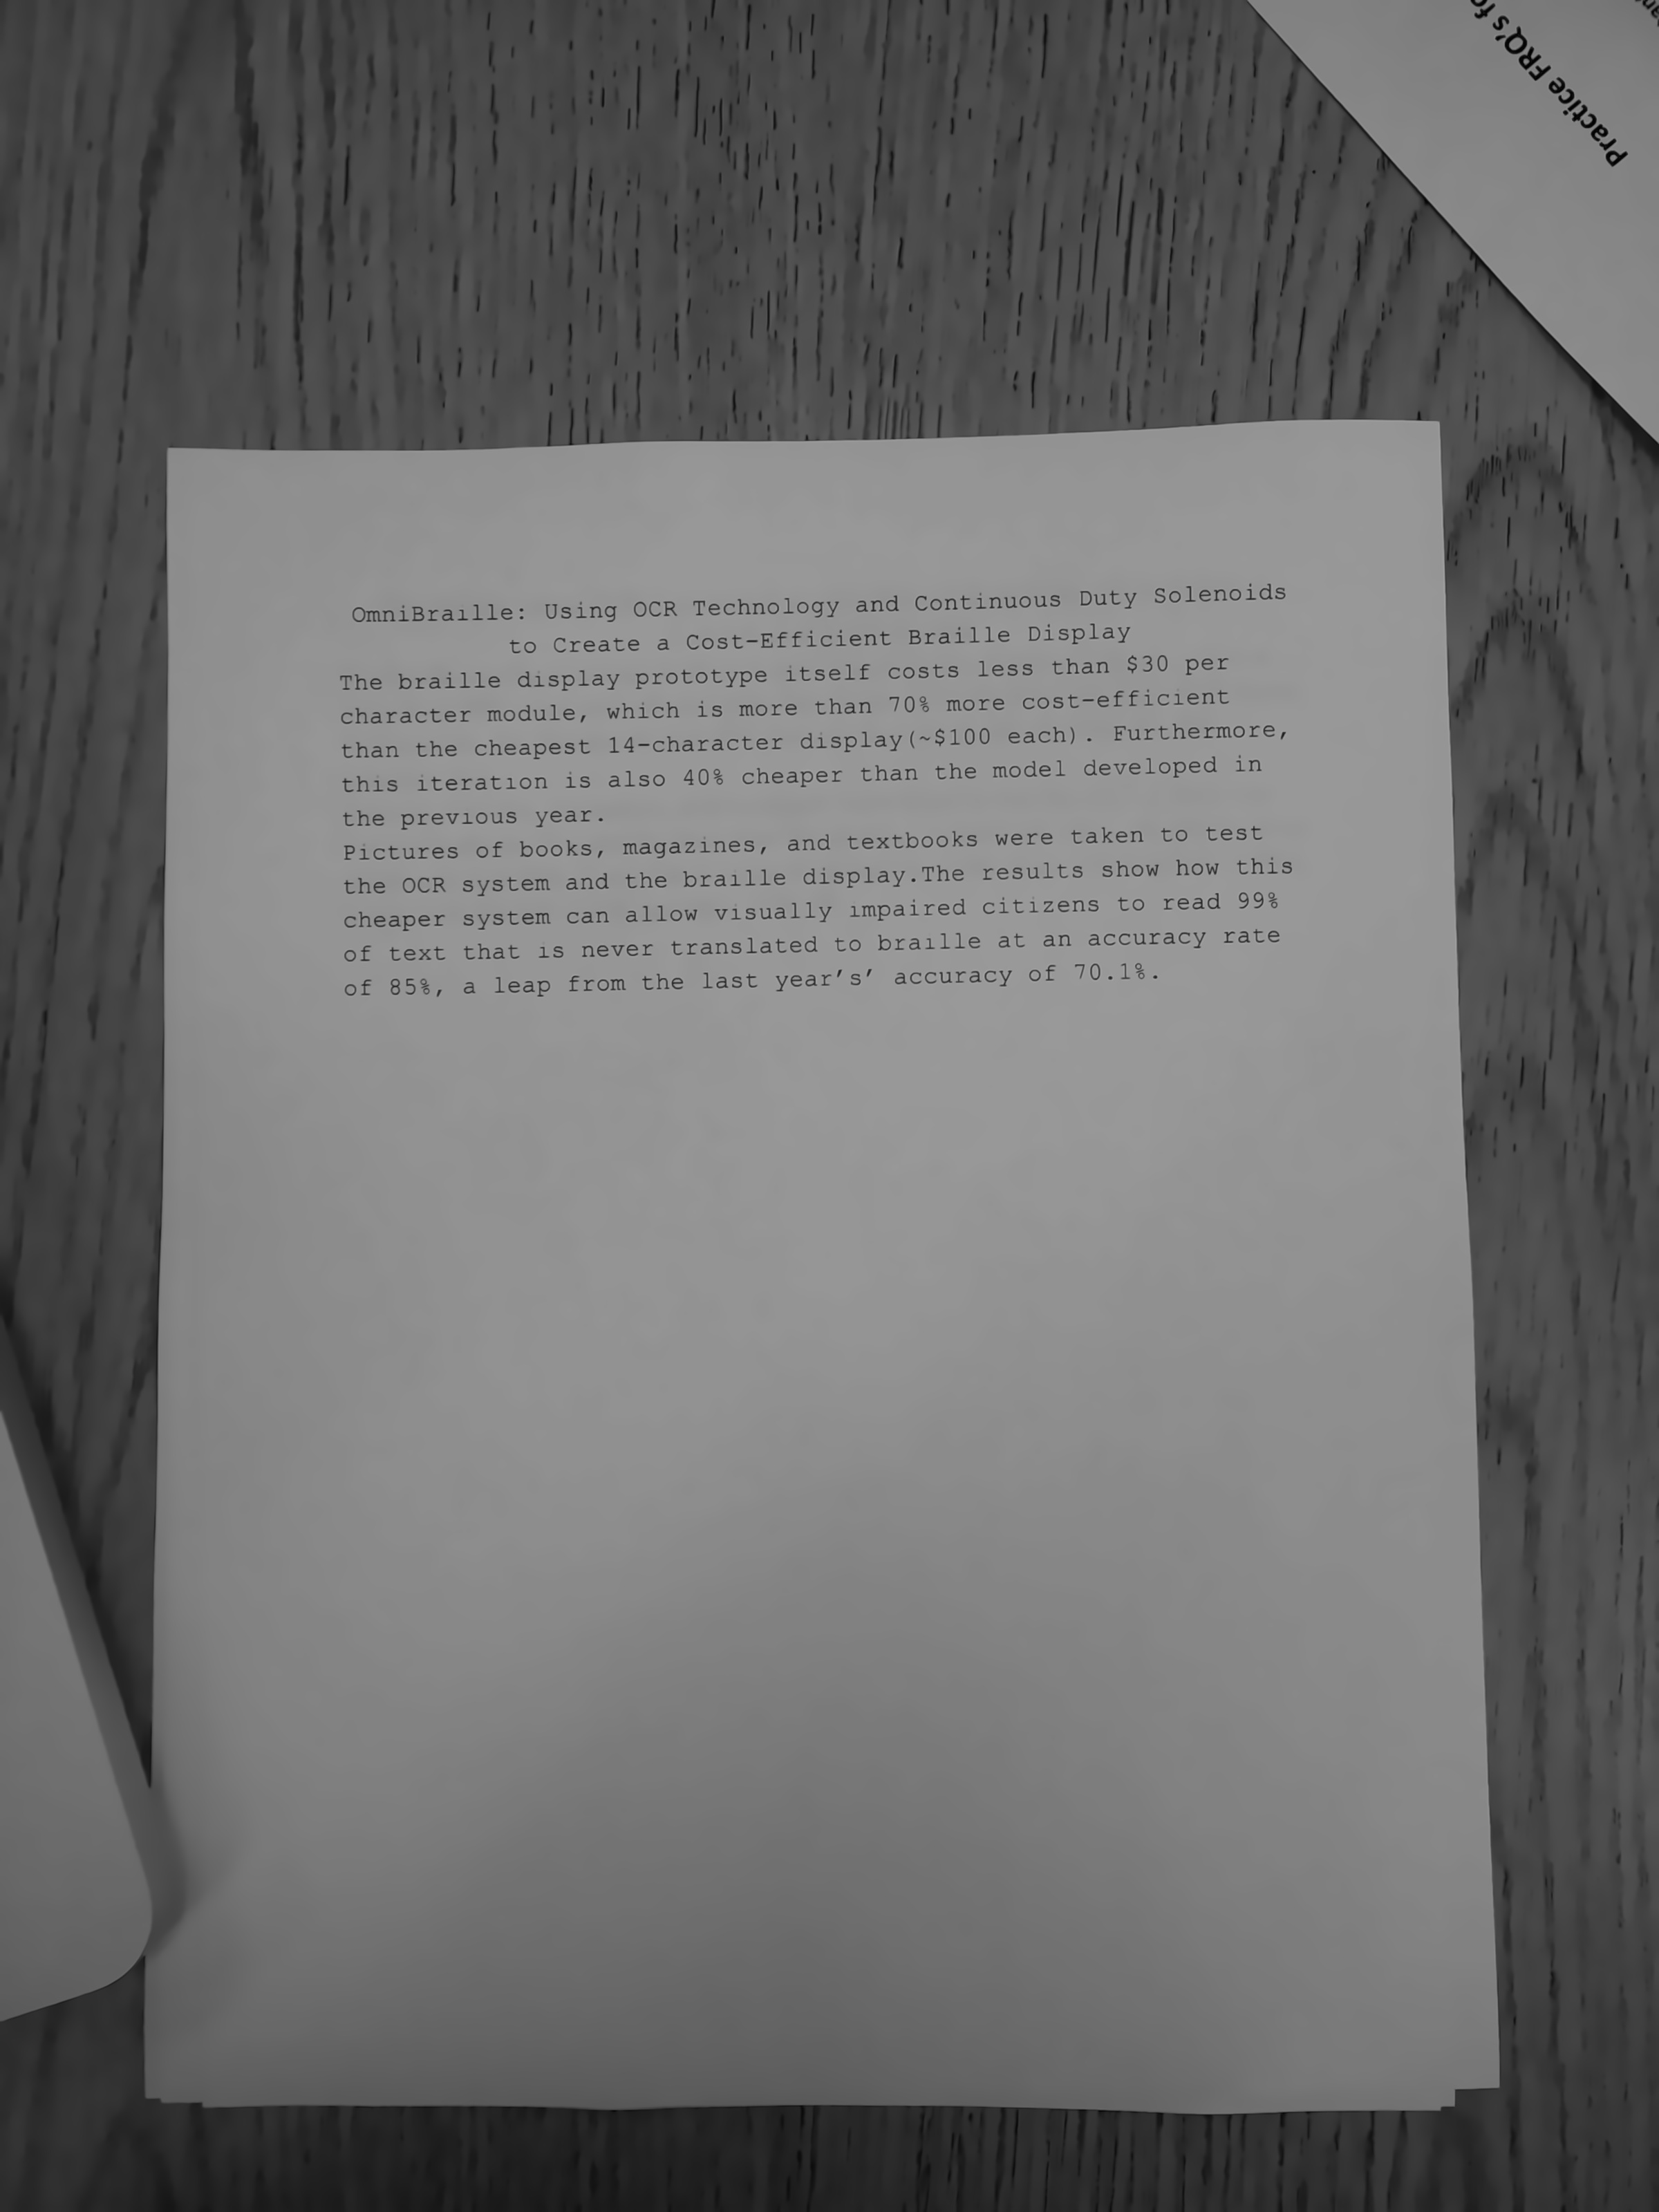 Practice FRQ's fo
OmniBraille: Using OCR Technology and Continuous Duty Solenoids
to Create a Cost-Efficient Braille Display
The braille display prototype itself costs less than $30 per
character module, which is more than 70% more cost-efficient
than the cheapest 14-character display(~$100 each). Furthermore,
this iteration is also 40% cheaper than the model developed in
the previous year.
Pictures of books, magazines, and textbooks were taken to test
the OCR system and the braille display.The results show how this
cheaper system can allow visually impaired citizens to read 99%
of text that is never translated to braille at an accuracy rate
of 85%, a leap from the last year’s’ accuracy of 70.1%.